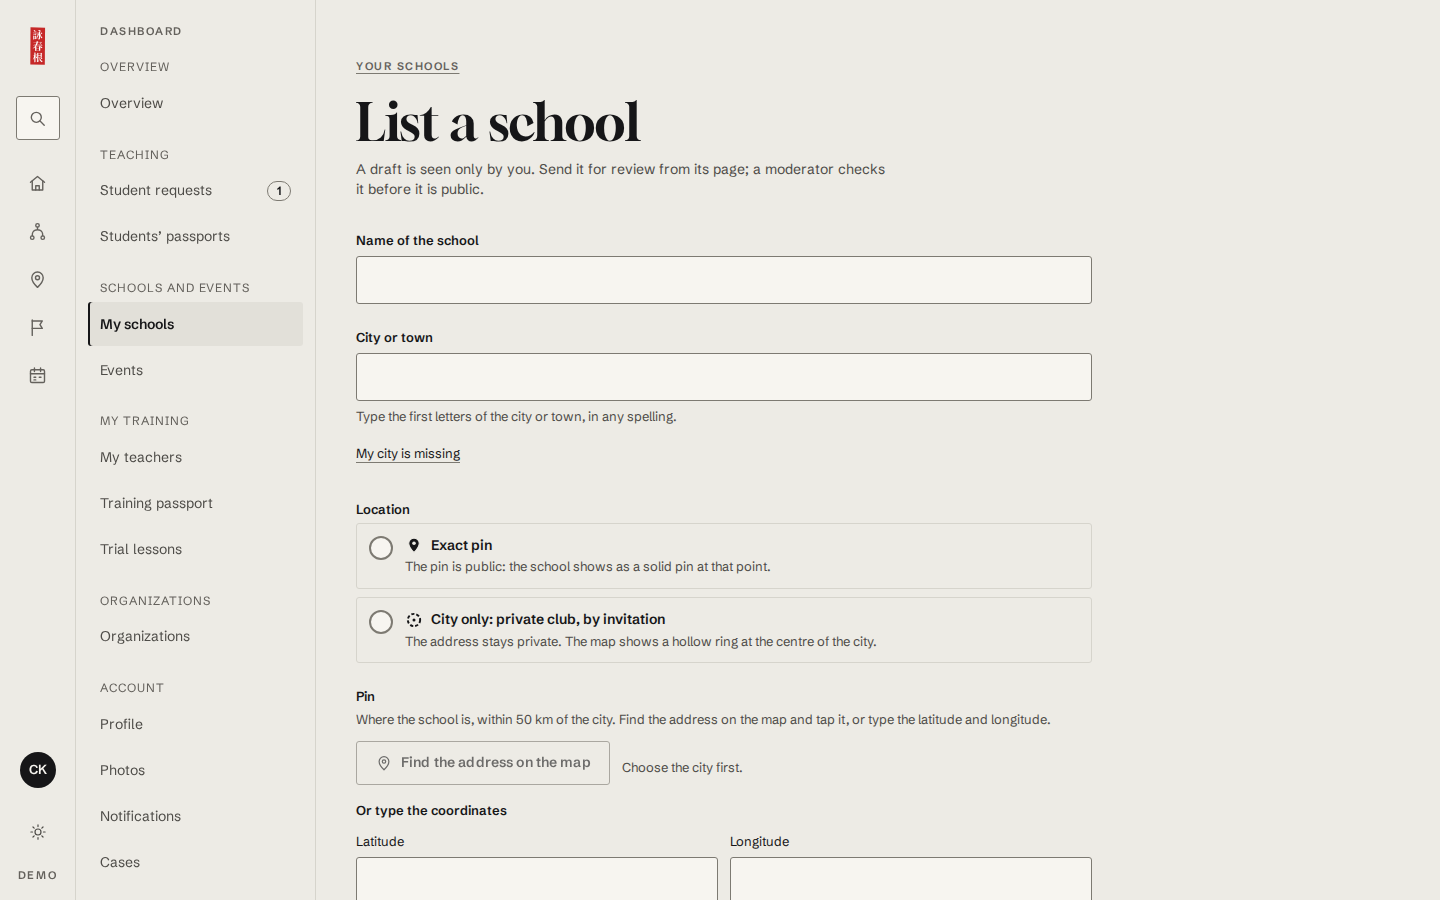 詠春根
DASHBOARD
OVERVIEW
Overview
TEACHING
Student requests 1
Students’ passports
SCHOOLS AND EVENTS
My schools
Events
MY TRAINING
My teachers
Training passport
Trial lessons
ORGANIZATIONS
Organizations
ACCOUNT
Profile
Photos
Notifications
Cases
CK
DEMO
YOUR SCHOOLS
List a school
A draft is seen only by you. Send it for review from its page; a moderator checks
it before it is public.
Name of the school
City or town
Type the first letters of the city or town, in any spelling.
My city is missing
Location
Exact pin
The pin is public: the school shows as a solid pin at that point.
City only: private club, by invitation
The address stays private. The map shows a hollow ring at the centre of the city.
Pin
Where the school is, within 50 km of the city. Find the address on the map and tap it, or type the latitude and longitude.
Find the address on the map Choose the city first.
Or type the coordinates
Latitude Longitude